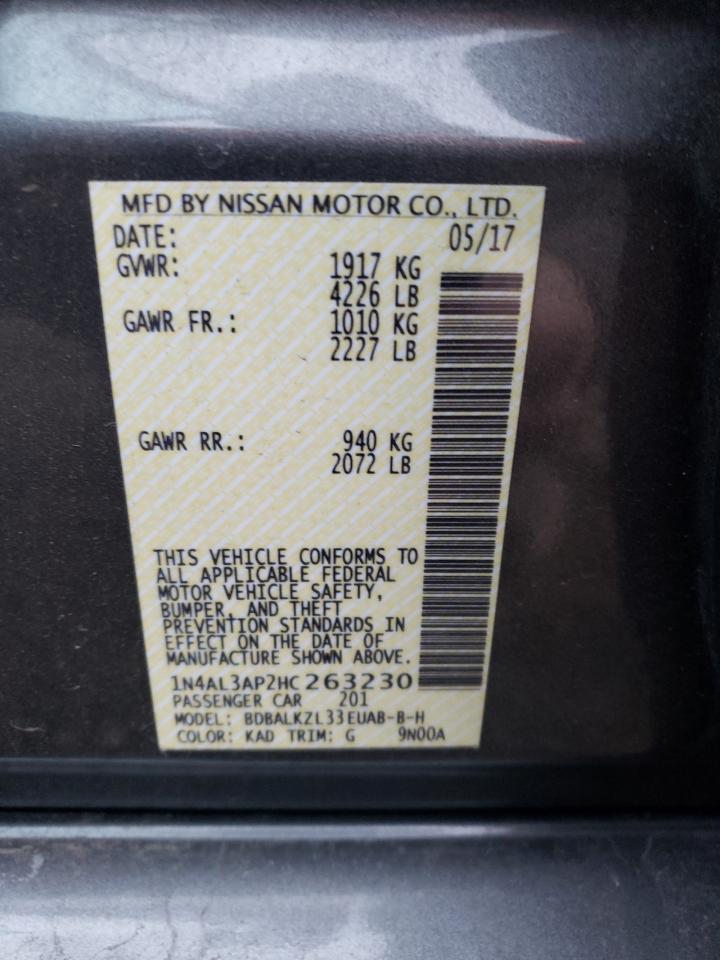 MFD BY NISSAN MOTOR CO., LTD.
DATE: 05/17
GVWR: 1917 KG
4226 LB
GAWR FR.: 1010 KG
2227 LB
GAWR RR.: 940 KG
2072 LB
THIS VEHICLE CONFORMS TO
ALL APPLICABLE FEDERAL
MOTOR VEHICLE SAFETY,
BUMPER, AND THEFT
PREVENTION STANDARDS IN
EFFECT ON THE DATE OF
MANUFACTURE SHOWN ABOVE.
1N4AL3AP2HC263230
PASSENGER CAR 201
MODEL: BDBALKZL33EUAB-B-H
COLOR: KAD TRIM: G 9N00A